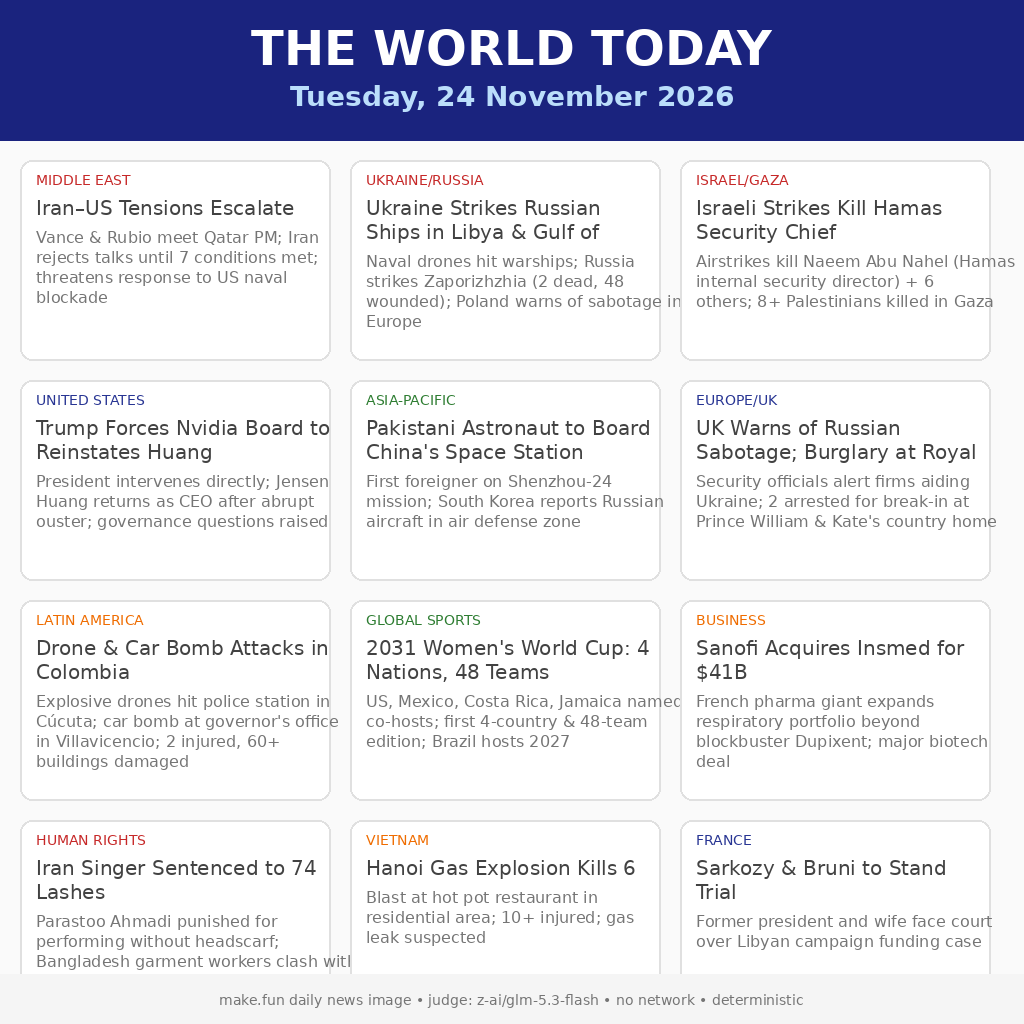 THE WORLD TODAY
Tuesday, 24 November 2026
MIDDLE EAST
Iran–US Tensions Escalate
Vance & Rubio meet Qatar PM; Iran
rejects talks until 7 conditions met;
threatens response to US naval
blockade
UKRAINE/RUSSIA
Ukraine Strikes Russian
Ships in Libya & Gulf of
Naval drones hit warships; Russia
strikes Zaporizhzhia (2 dead, 48
wounded); Poland warns of sabotage in
Europe
ISRAEL/GAZA
Israeli Strikes Kill Hamas
Security Chief
Airstrikes kill Naeem Abu Nahel (Hamas
internal security director) + 6
others; 8+ Palestinians killed in Gaza
UNITED STATES
Trump Forces Nvidia Board to
Reinstates Huang
President intervenes directly; Jensen
Huang returns as CEO after abrupt
ouster; governance questions raised
ASIA-PACIFIC
Pakistani Astronaut to Board
China's Space Station
First foreigner on Shenzhou-24
mission; South Korea reports Russian
aircraft in air defense zone
EUROPE/UK
UK Warns of Russian
Sabotage; Burglary at Royal
Security officials alert firms aiding
Ukraine; 2 arrested for break-in at
Prince William & Kate's country home
LATIN AMERICA
Drone & Car Bomb Attacks in
Colombia
Explosive drones hit police station in
Cúcuta; car bomb at governor's office
in Villavicencio; 2 injured, 60+
buildings damaged
GLOBAL SPORTS
2031 Women's World Cup: 4
Nations, 48 Teams
US, Mexico, Costa Rica, Jamaica named
co-hosts; first 4-country & 48-team
edition; Brazil hosts 2027
BUSINESS
Sanofi Acquires Insmed for
$41B
French pharma giant expands
respiratory portfolio beyond
blockbuster Dupixent; major biotech
deal
HUMAN RIGHTS
Iran Singer Sentenced to 74
Lashes
Parastoo Ahmadi punished for
performing without headscarf;
Bangladesh garment workers clash with
VIETNAM
Hanoi Gas Explosion Kills 6
Blast at hot pot restaurant in
residential area; 10+ injured; gas
leak suspected
FRANCE
Sarkozy & Bruni to Stand
Trial
Former president and wife face court
over Libyan campaign funding case
make.fun daily news image • judge: z-ai/glm-5.3-flash • no network • deterministic